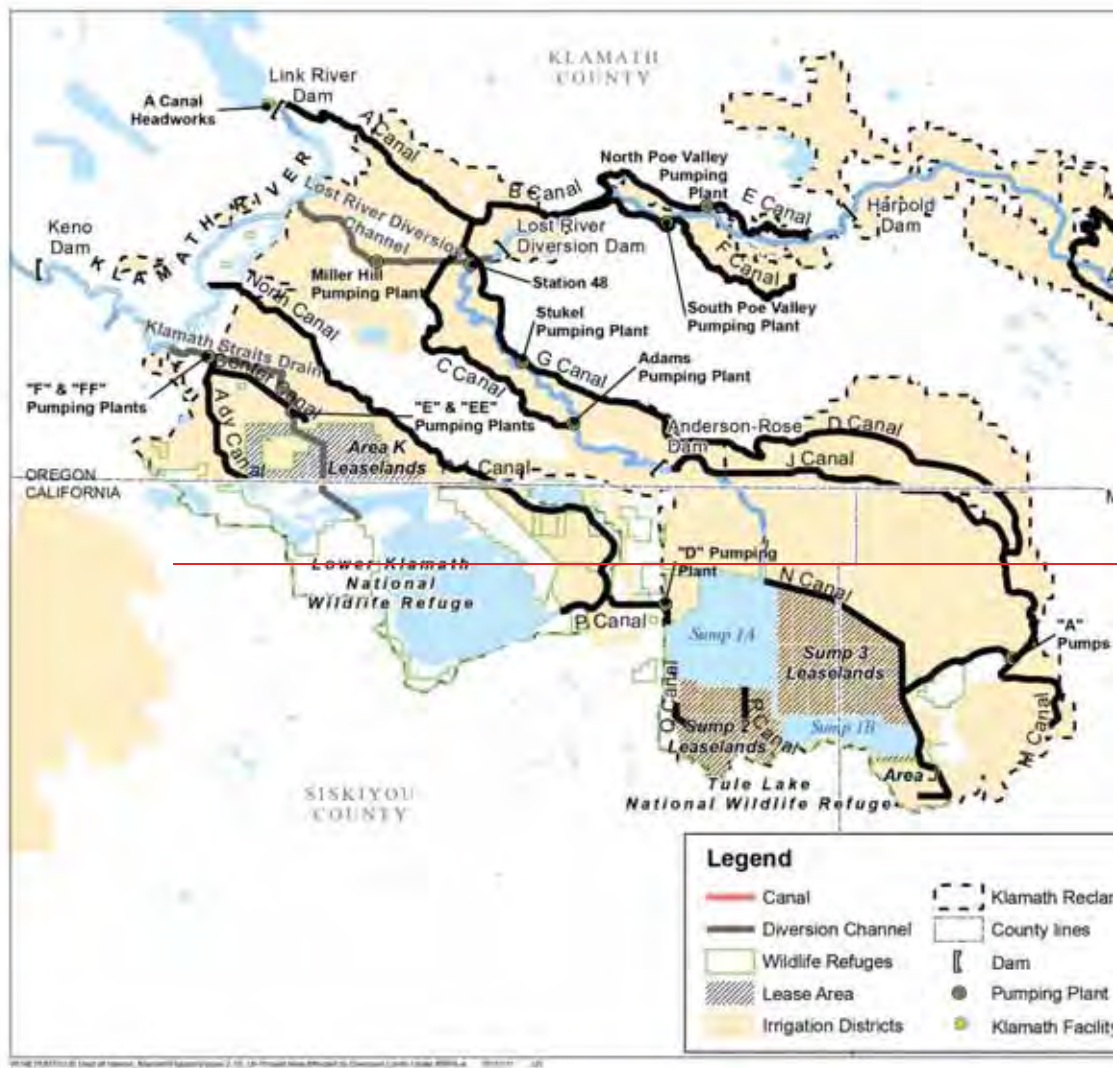 KLAMATH
COUNTY
Link River
Dam
A Canal
Headworks
A Canal
North Poe Valley
Pumping
Plant
B Canal
E Canal
KLAMATH RIVER
Lost River Diversion
Channel
Harpold
Dam
Keno
Dam
Lost River
Diversion Dam
F Canal
Miller Hill
Pumping Plant
Station 48
North Canal
South Poe Valley
Pumping Plant
Stukel
Pumping Plant
Klamath Straits Drain
G Canal
C Canal
Adams
Pumping Plant
"F" & "FF"
Pumping Plants
Center Canal
Ady Canal
"E" & "EE"
Pumping Plants
Anderson-Rose
Dam
D Canal
Area K
Leaselands
J Canal
Canal
OREGON
CALIFORNIA
M
"D" Pumping
Plant
Lower Klamath
National
Wildlife Refuge
N Canal
P Canal
Sump 1A
Sump 3
Leaselands
"A"
Pumps
Q Canal
R Canal
Sump 2
Leaselands
Sump 1B
M Canal
Area J
Tule Lake
National Wildlife Refuge
SISKIYOU
COUNTY
Legend
Canal
Klamath Reclam
Diversion Channel
County lines
Wildlife Refuges
Dam
Lease Area
Pumping Plant
Irrigation Districts
Klamath Facility